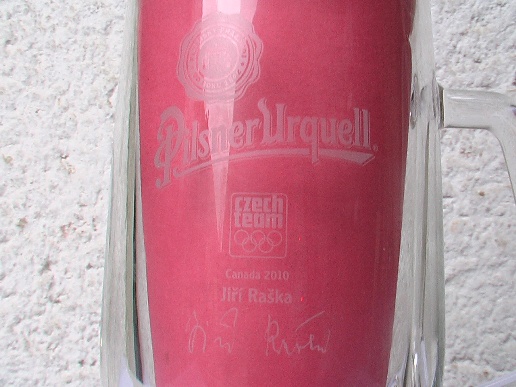 Pilsner Urquell
czech
team
Canada 2010
Jiří Raška